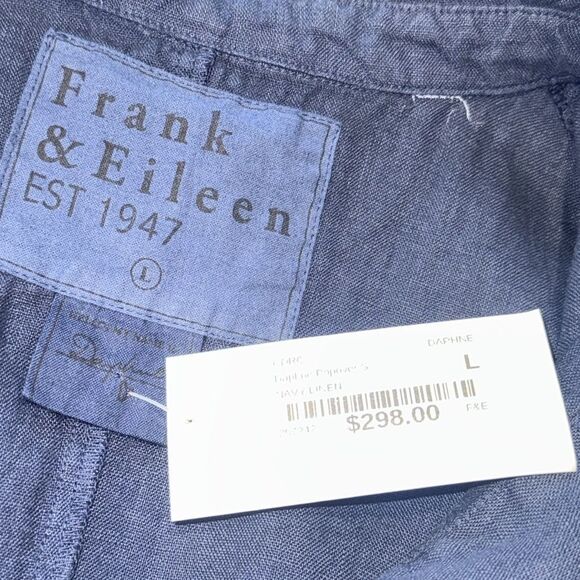 Frank
& Eileen
EST 1947
L
DAPHNE
L
NAVY LINEN
F&E
$298.00